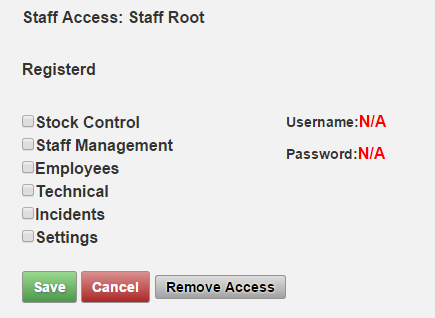 Staff Access: Staff Root
Registerd
Stock Control
Staff Management
Employees
Technical
Incidents
Settings
Username:N/A
Password:N/A
Save Cancel Remove Access